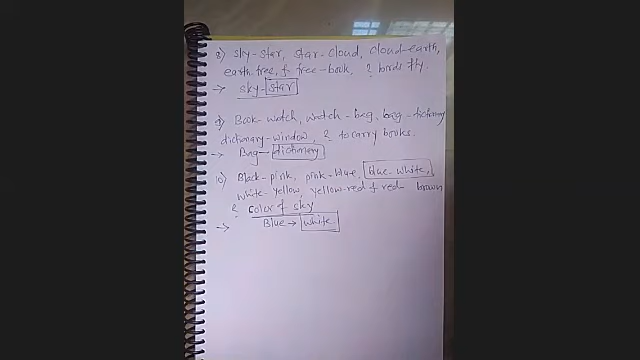 8) Sky-star, star-cloud, cloud-earth,
earth-tree, & tree-book, ? birds fly.
→ sky-star
9) Book-watch, watch-bag, bag-dictionary
dictionary-window, ? to carry books.
→ Bag-dictionary
10) Black-pink, pink-blue, blue-white,
white-yellow, yellow-red & red-brown
? color of sky
→ Blue → white